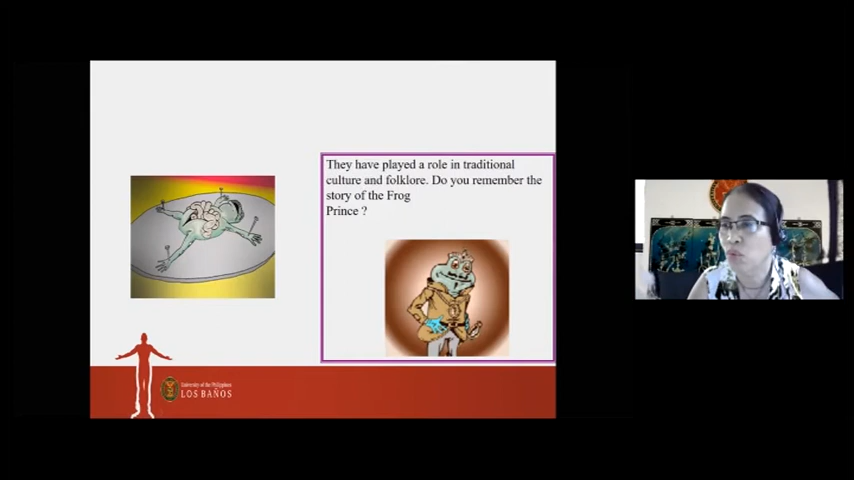 They have played a role in traditional
culture and folklore. Do you remember the
story of the Frog
Prince ?
University of the Philippines
LOS BAÑOS